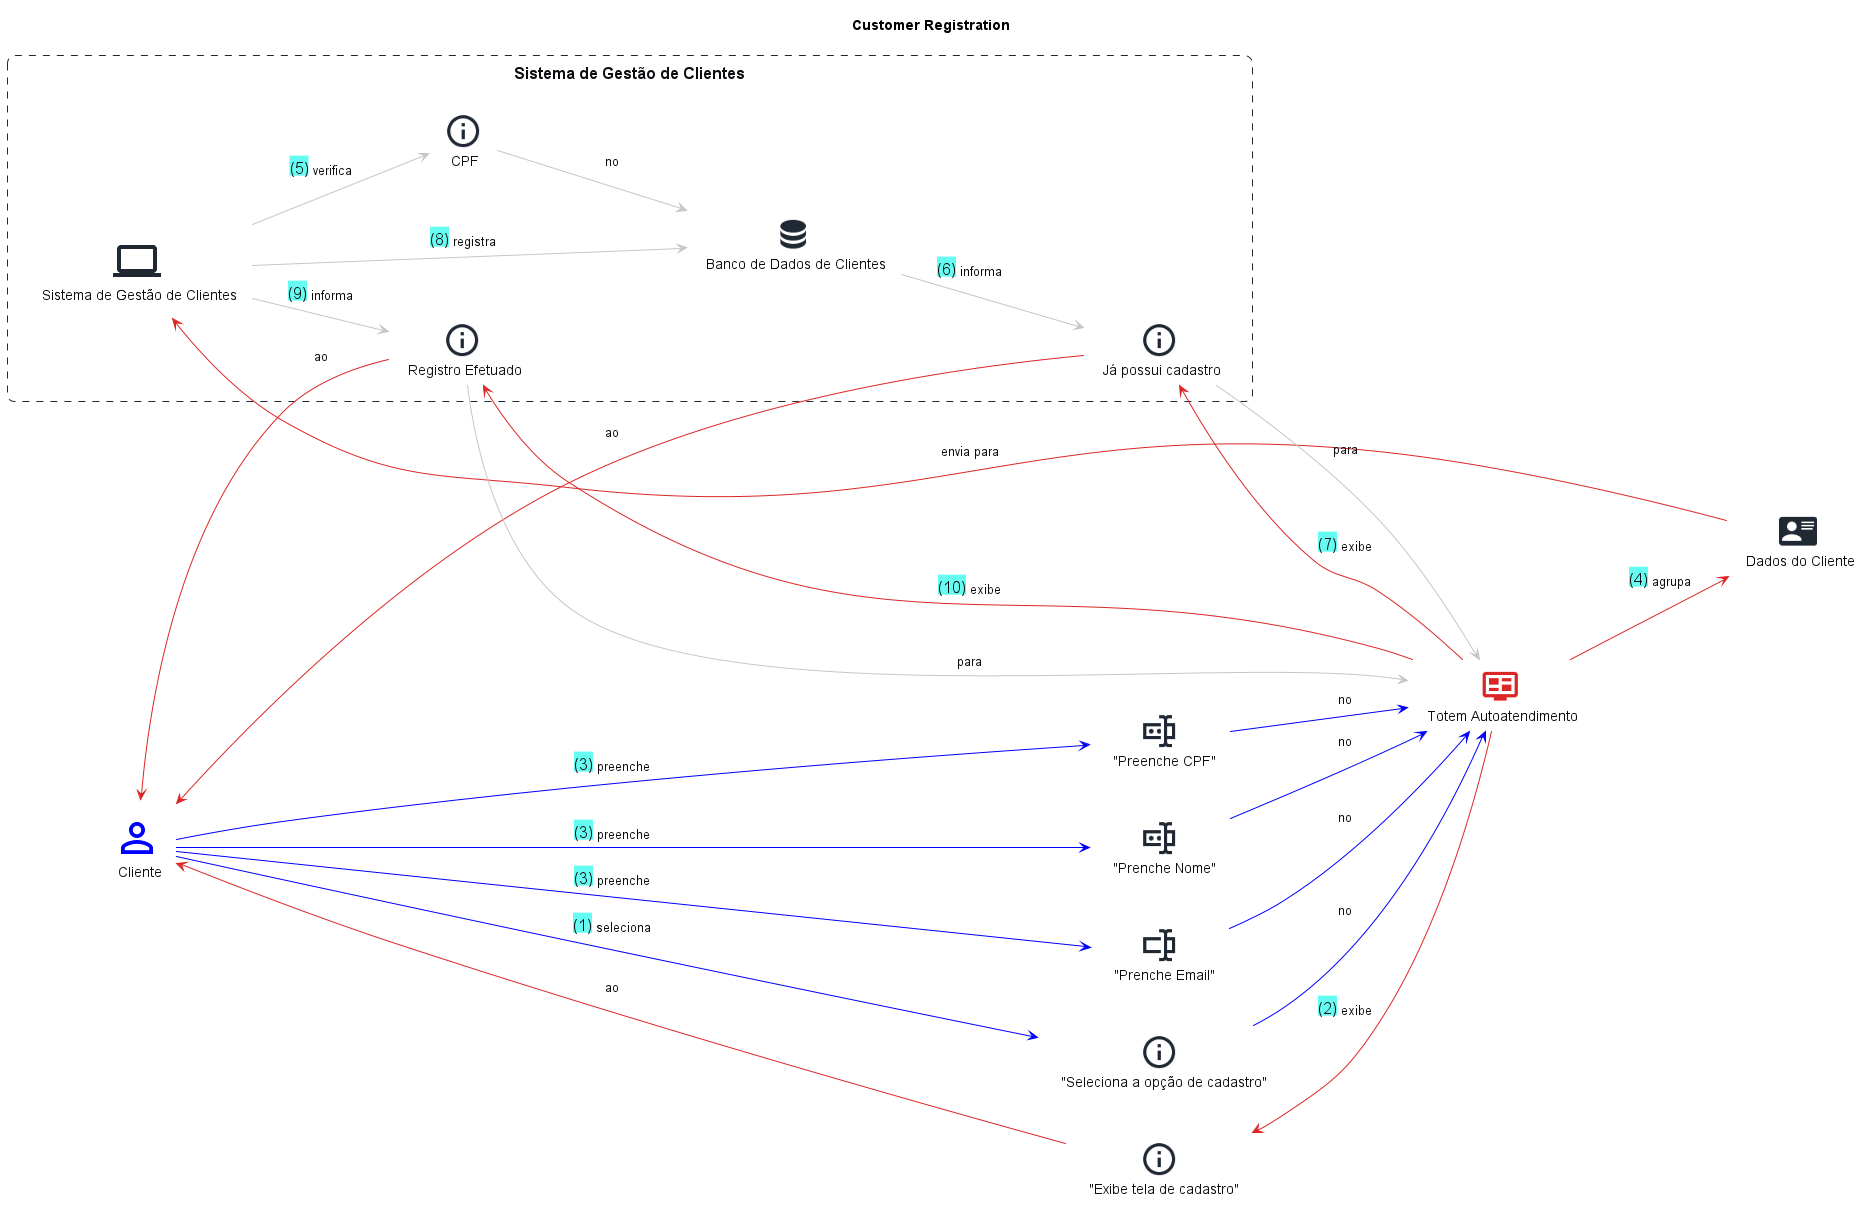 Customer Registration
Sistema de Gestão de Clientes
CPF
no
(5) verifica
(8) registra
Banco de Dados de Clientes
(6) informa
Sistema de Gestão de Clientes
(9) informa
ao
Registro Efetuado
Já possui cadastro
ao
envia para
para
(7) exibe
Dados do Cliente
(4) agrupa
(10) exibe
para
no
Totem Autoatendimento
no
(3) preenche
"Preenche CPF"
no
(3) preenche
"Prenche Nome"
Cliente
(3) preenche
no
(1) seleciona
"Prenche Email"
ao
(2) exibe
"Seleciona a opção de cadastro"
"Exibe tela de cadastro"